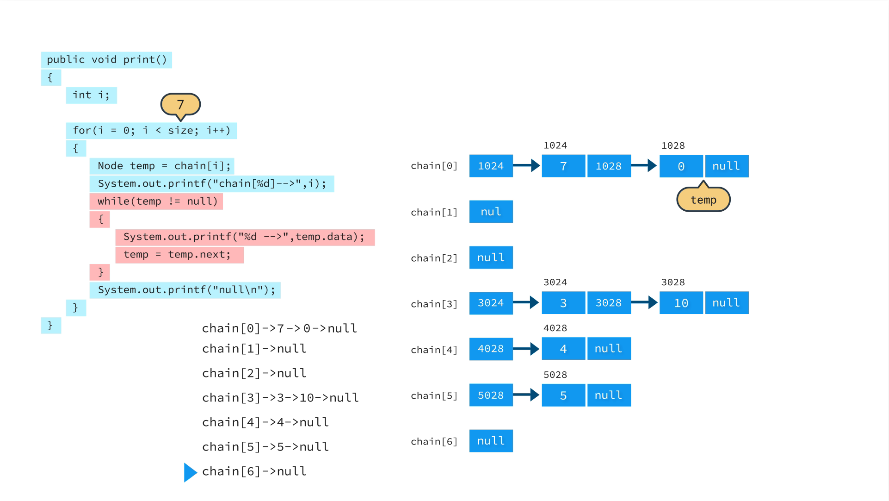 public void print()
{
int i;
7
for(i = 0; i < size; i++)
{
Node temp = chain[i];
System.out.printf("chain[%d]-->",i);
while(temp != null)
{
System.out.printf("%d -->",temp.data);
temp = temp.next;
}
System.out.printf("null\n");
}
}
chain[0]->7->0->null
chain[1]->null
chain[2]->null
chain[3]->3->10->null
chain[4]->4->null
chain[5]->5->null
chain[6]->null
1024 1028
chain[0] 1024 7 1028 0 null
temp
chain[1] nul
chain[2] null
3024 3028
chain[3] 3024 3 3028 10 null
4028
chain[4] 4028 4 null
5028
chain[5] 5028 5 null
chain[6] null